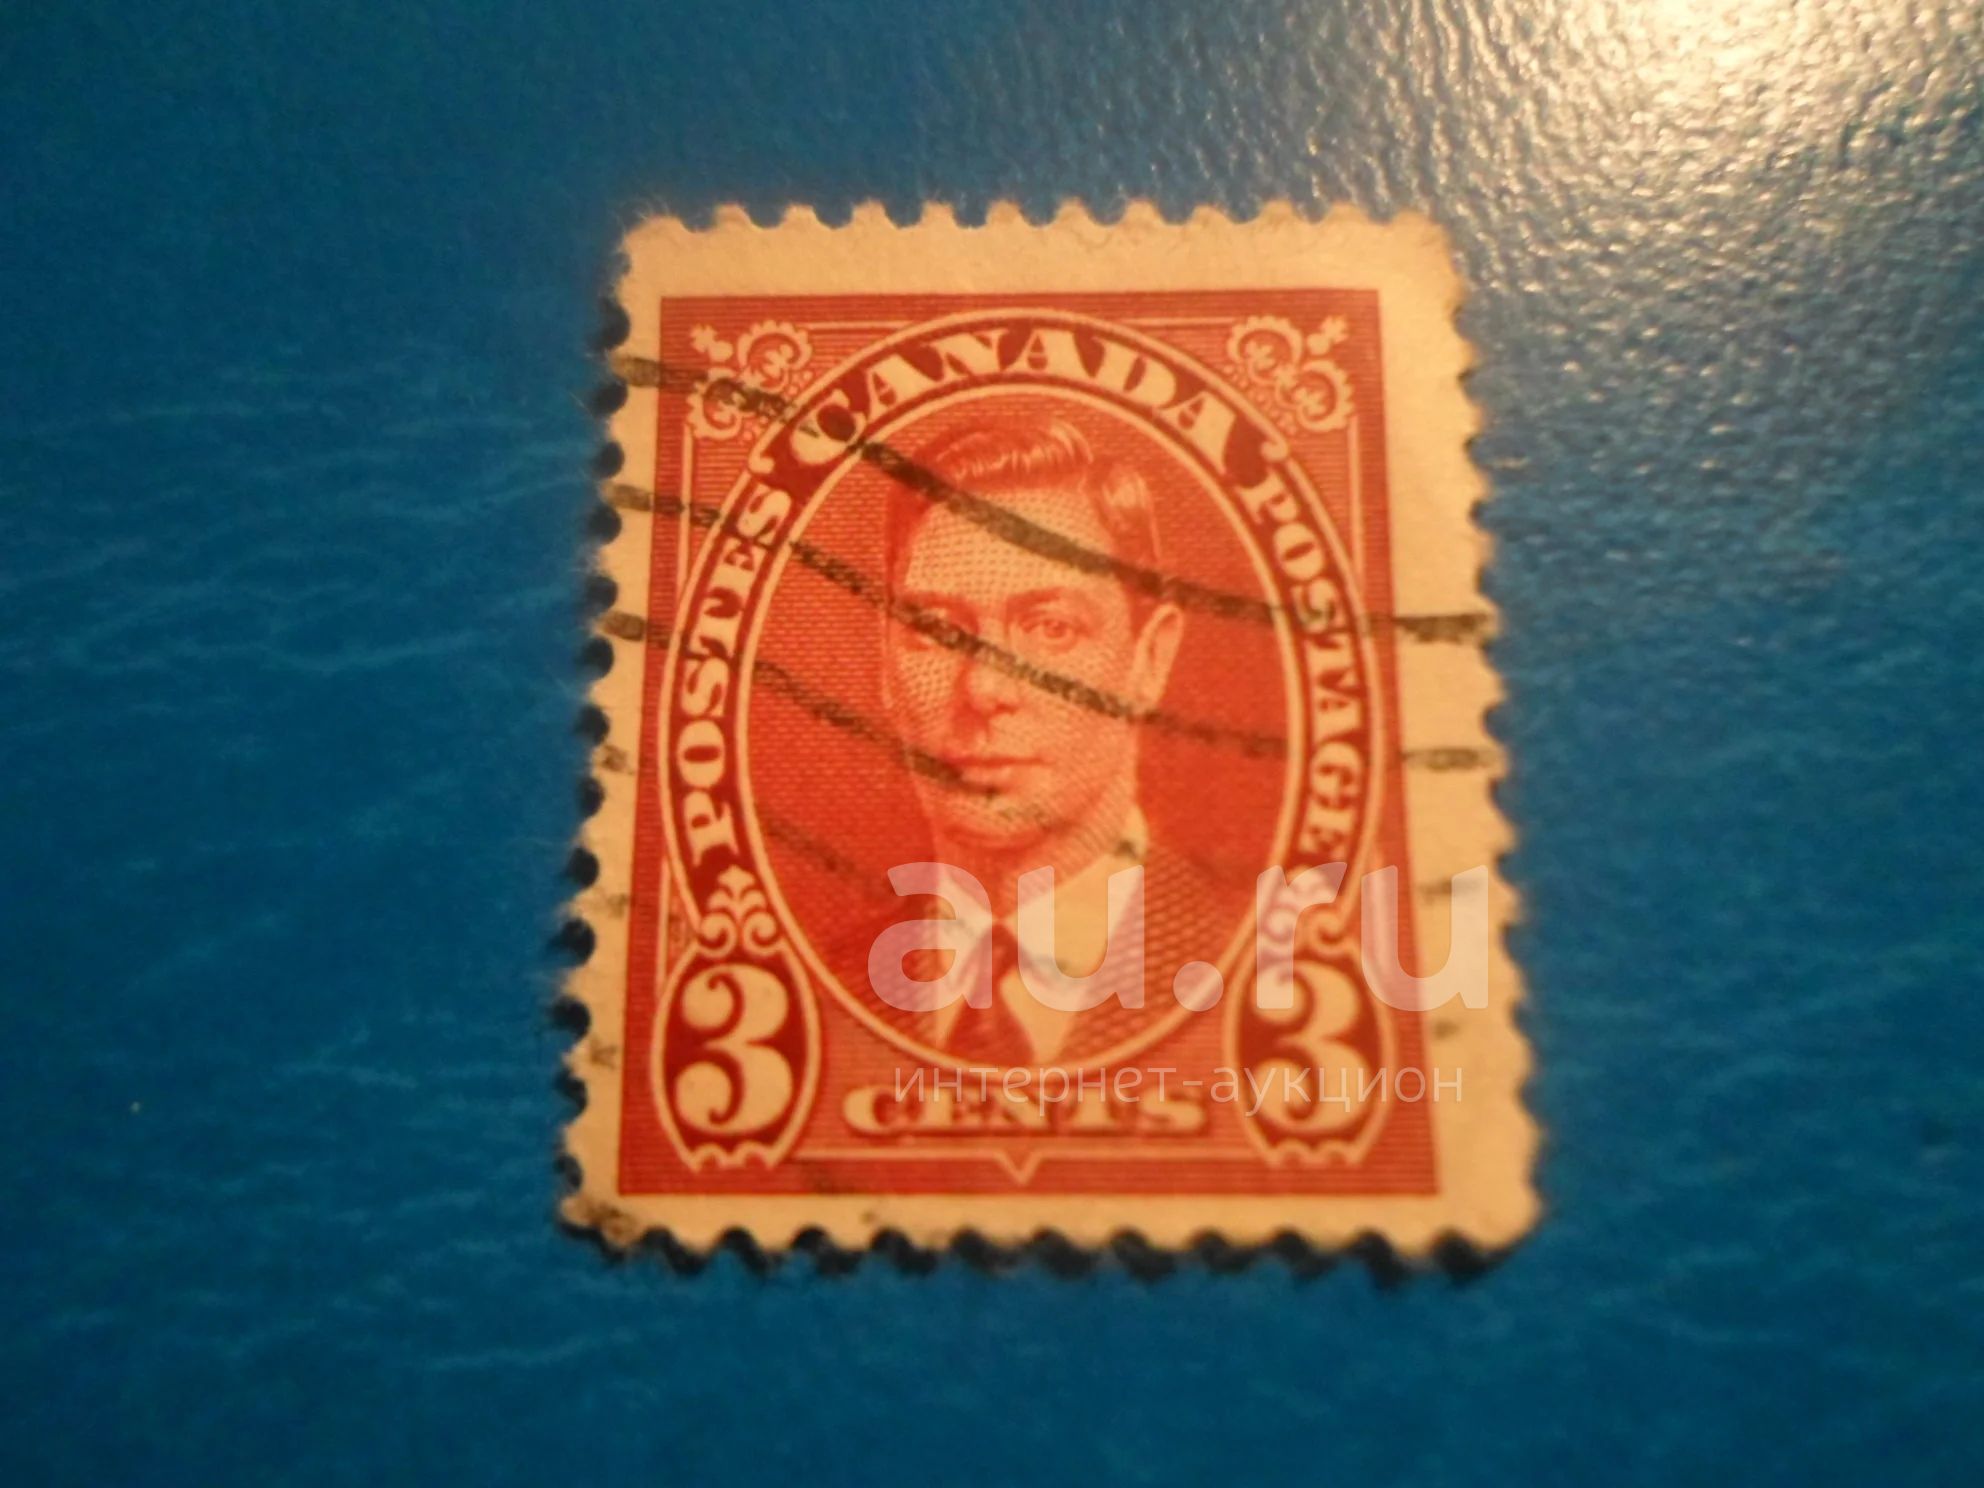 POSTES CANADA POSTAGE
3 CENTS 3
au.ru
интернет-аукцион